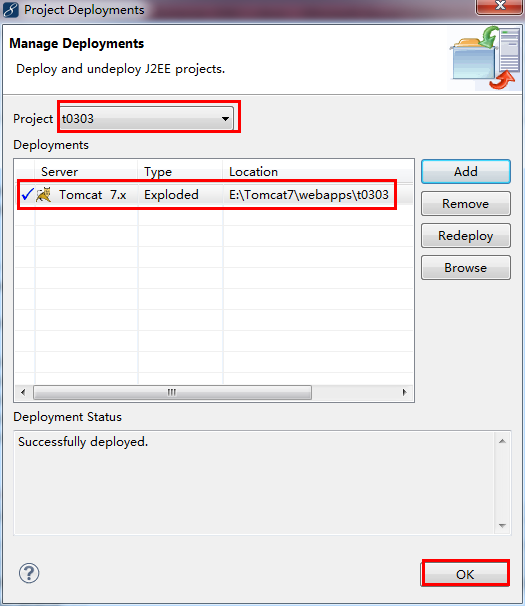 Project Deployments
Manage Deployments
Deploy and undeploy J2EE projects.
Project t0303
Deployments
Server Type Location
Tomcat 7.x Exploded E:\Tomcat7\webapps\t0303
Add
Remove
Redeploy
Browse
Deployment Status
Successfully deployed.
OK